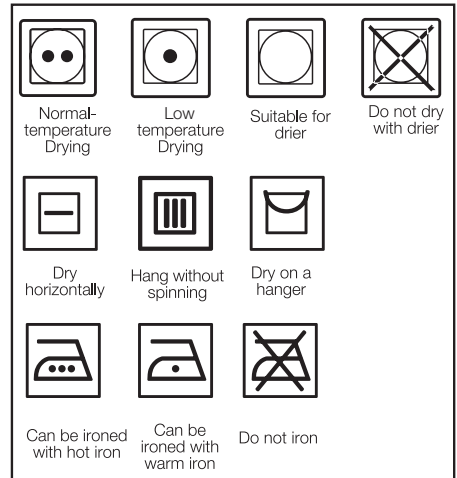 Normal-
temperature
Drying
Low
temperature
Drying
Suitable for
drier
Do not dry
with drier
Dry
horizontally
Hang without
spinning
Dry on a
hanger
Can be ironed
with hot iron
Can be
ironed with
warm iron
Do not iron